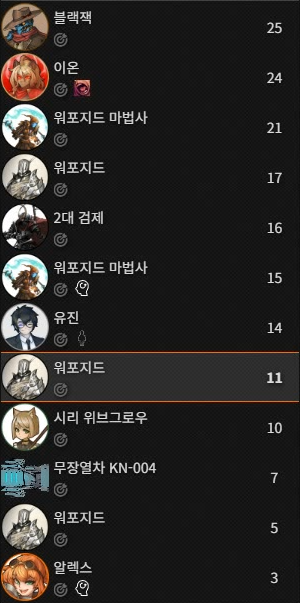 블랙잭 25
이온 24
워포지드 마법사 21
워포지드 17
2대 검제 16
워포지드 마법사 15
유진 14
워포지드 11
시리 위브그로우 10
무장열차 KN-004 7
워포지드 5
알렉스 3